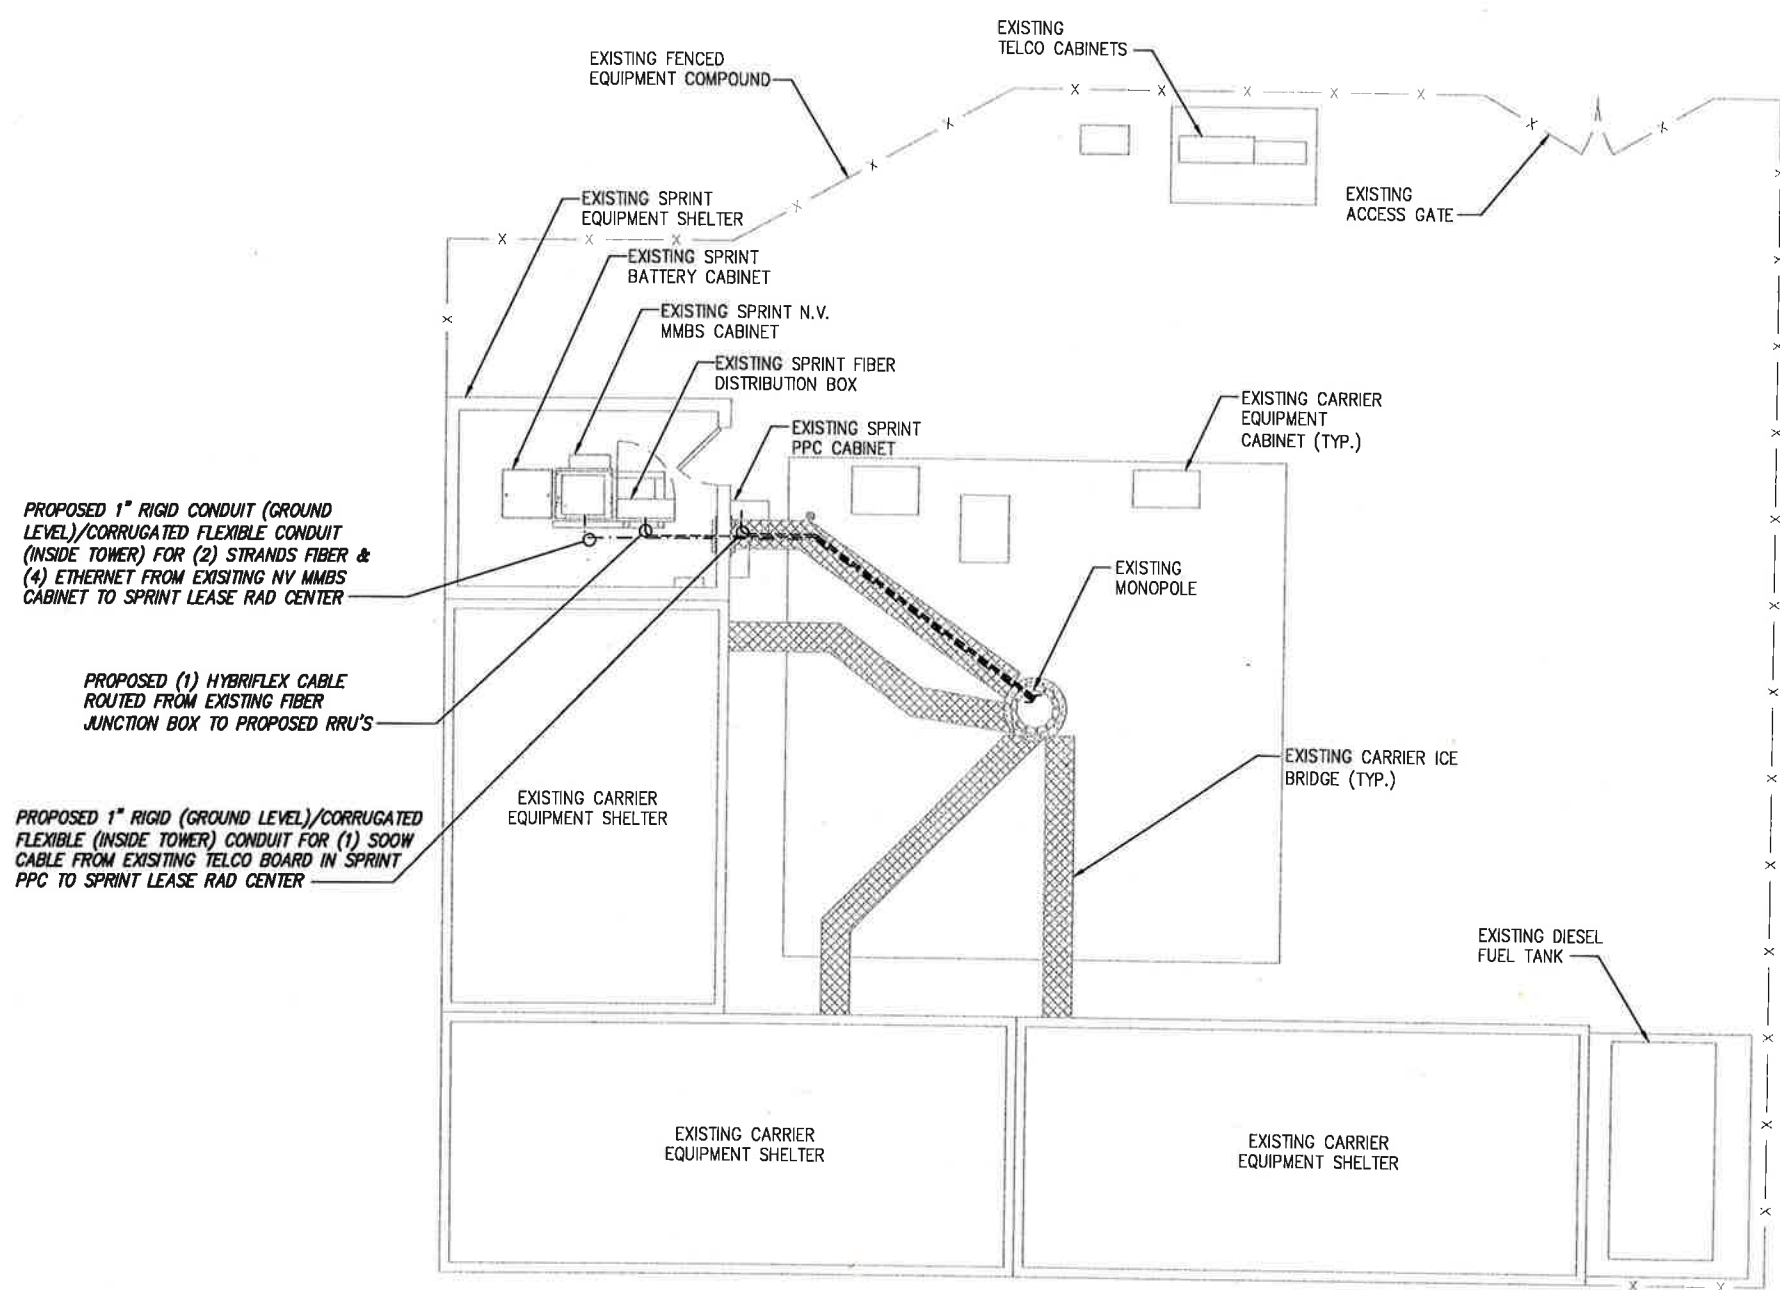 EXISTING
TELCO CABINETS
EXISTING FENCED
EQUIPMENT COMPOUND
EXISTING
ACCESS GATE
EXISTING SPRINT
EQUIPMENT SHELTER
EXISTING SPRINT
BATTERY CABINET
EXISTING SPRINT N.V.
MMBS CABINET
EXISTING SPRINT FIBER
DISTRIBUTION BOX
EXISTING SPRINT
PPC CABINET
EXISTING CARRIER
EQUIPMENT
CABINET (TYP.)
PROPOSED 1" RIGID CONDUIT (GROUND
LEVEL)/CORRUGATED FLEXIBLE CONDUIT
(INSIDE TOWER) FOR (2) STRANDS FIBER &
(4) ETHERNET FROM EXISITING NV MMBS
CABINET TO SPRINT LEASE RAD CENTER
EXISTING
MONOPOLE
PROPOSED (1) HYBRIFLEX CABLE
ROUTED FROM EXISTING FIBER
JUNCTION BOX TO PROPOSED RRU'S
EXISTING CARRIER ICE
BRIDGE (TYP.)
EXISTING CARRIER
EQUIPMENT SHELTER
PROPOSED 1" RIGID (GROUND LEVEL)/CORRUGATED
FLEXIBLE (INSIDE TOWER) CONDUIT FOR (1) SOOW
CABLE FROM EXISITING TELCO BOARD IN SPRINT
PPC TO SPRINT LEASE RAD CENTER
EXISTING DIESEL
FUEL TANK
EXISTING CARRIER
EQUIPMENT SHELTER
EXISTING CARRIER
EQUIPMENT SHELTER